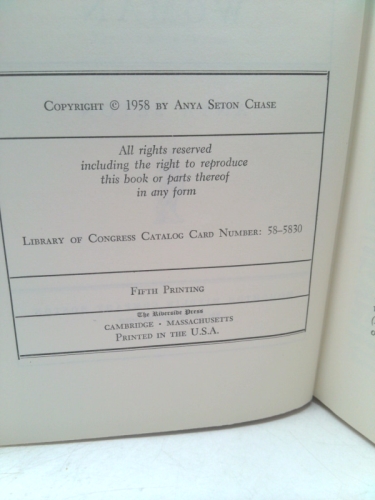 COPYRIGHT © 1958 BY ANYA SETON CHASE
All rights reserved
including the right to reproduce
this book or parts thereof
in any form
LIBRARY OF CONGRESS CATALOG CARD NUMBER: 58–5830
FIFTH PRINTING
The Riverside Press
CAMBRIDGE · MASSACHUSETTS
PRINTED IN THE U.S.A.